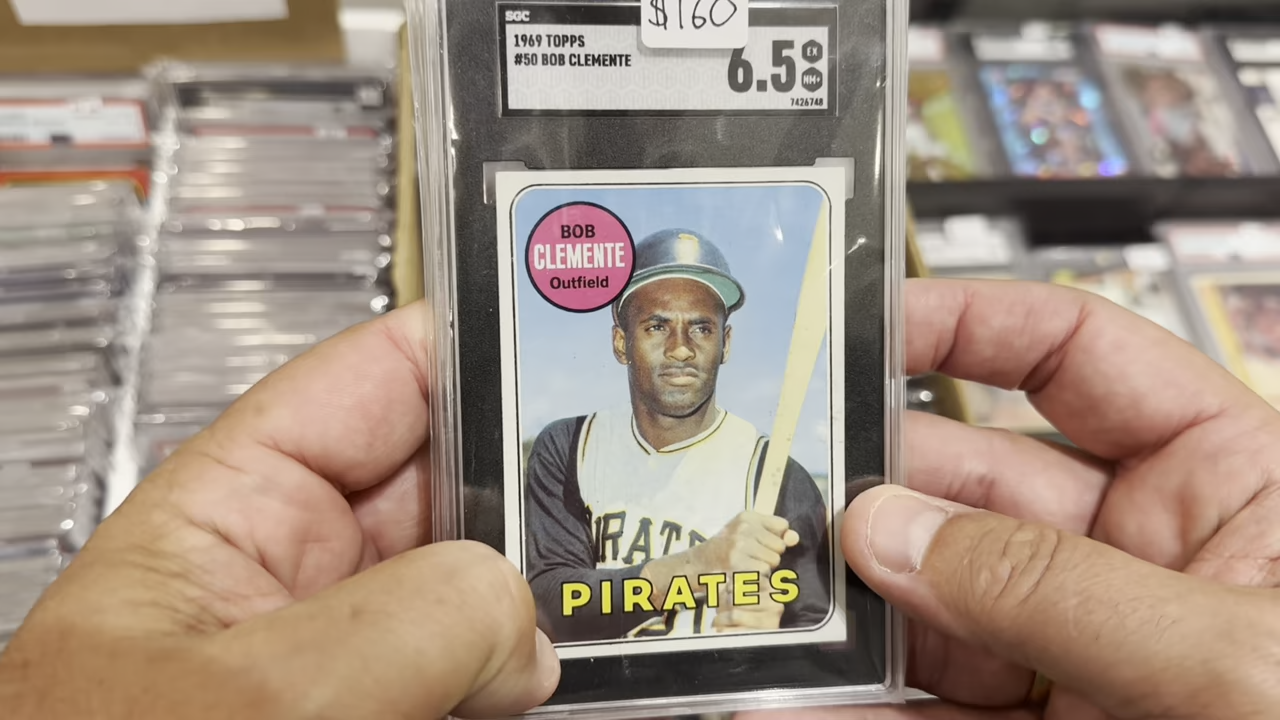 $160
SGC
1969 TOPPS
#50 BOB CLEMENTE
6.5
EX
NM+
7426748
BOB
CLEMENTE
Outfield
PIRATES